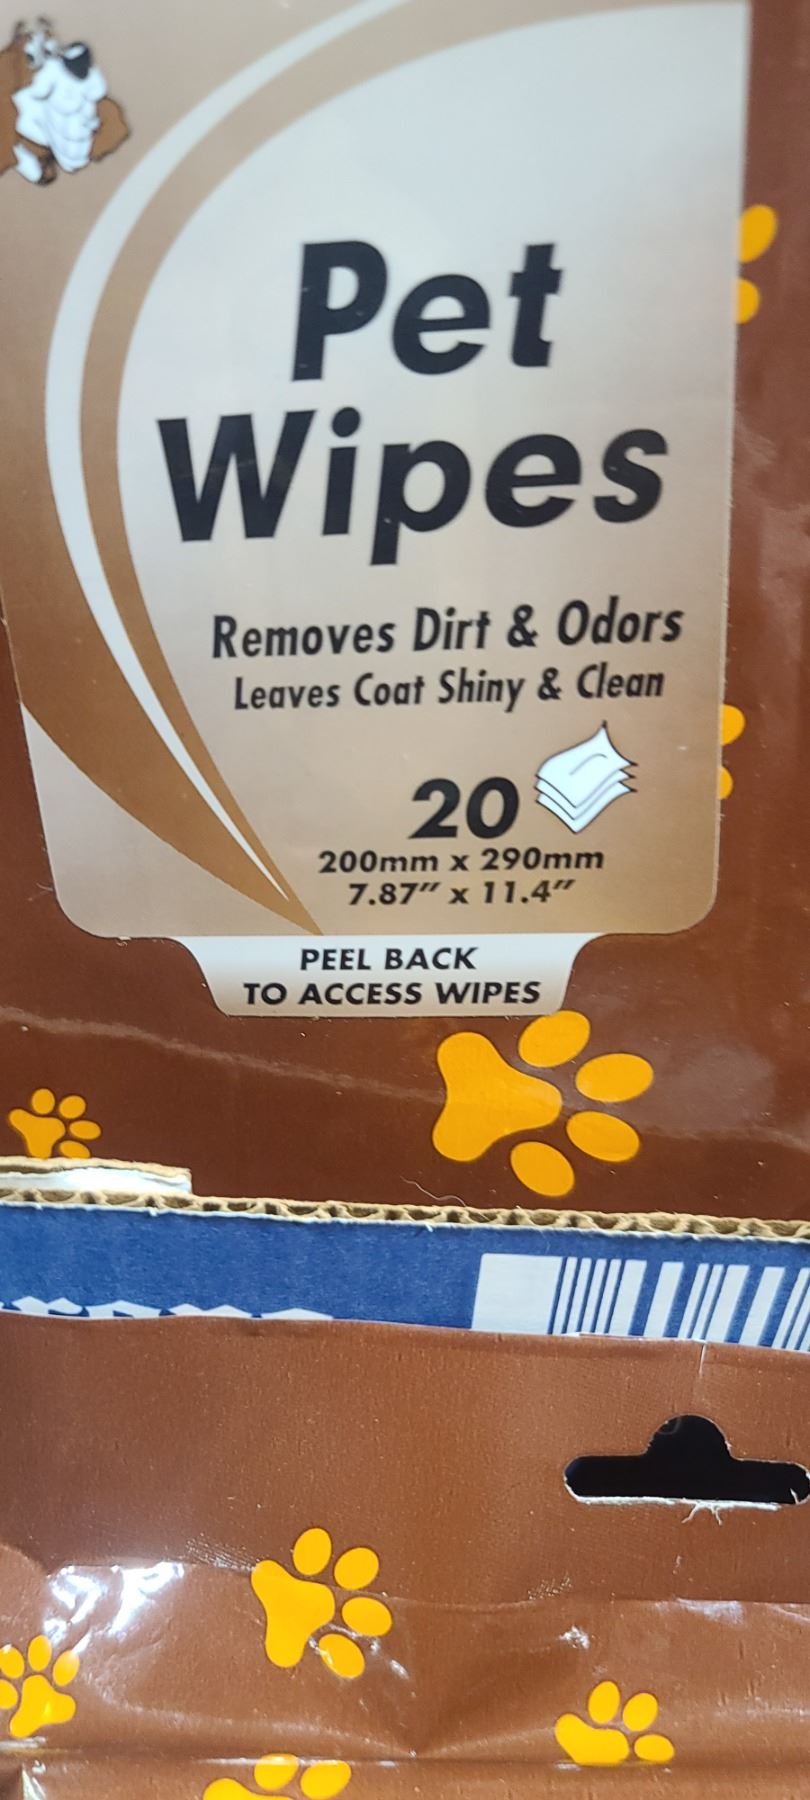 Pet
Wipes
Removes Dirt & Odors
Leaves Coat Shiny & Clean
20
200mm x 290mm
7.87″ x 11.4″
PEEL BACK
TO ACCESS WIPES